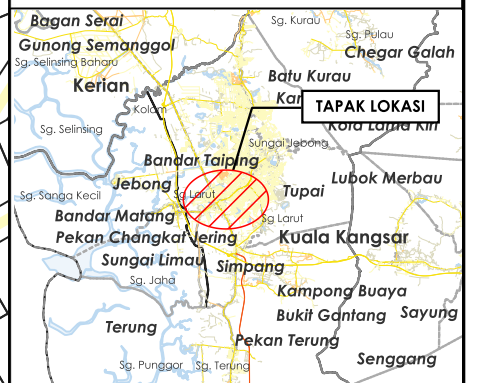 Bagan Serai
Sg. Kurau
Sg. Pulau
Gunong Semanggol
Chegar Galah
Sg. Selinsing Baharu
Batu Kurau
Kerian
TAPAK LOKASI
Kolam
Sg. Selinsing
Sungai Jebong
Bandar Taiping
Lubok Merbau
Jebong
Tupai
Sg. Sanga Kecil
Sg Larut
Bandar Matang
Sg Larut
Pekan Changkat Jering
Kuala Kangsar
Sungai Limau
Simpang
Sg. Jaha
Kampong Buaya
Bukit Gantang
Sayung
Terung
Pekan Terung
Senggang
Sg. Punggor
Sg. Terung